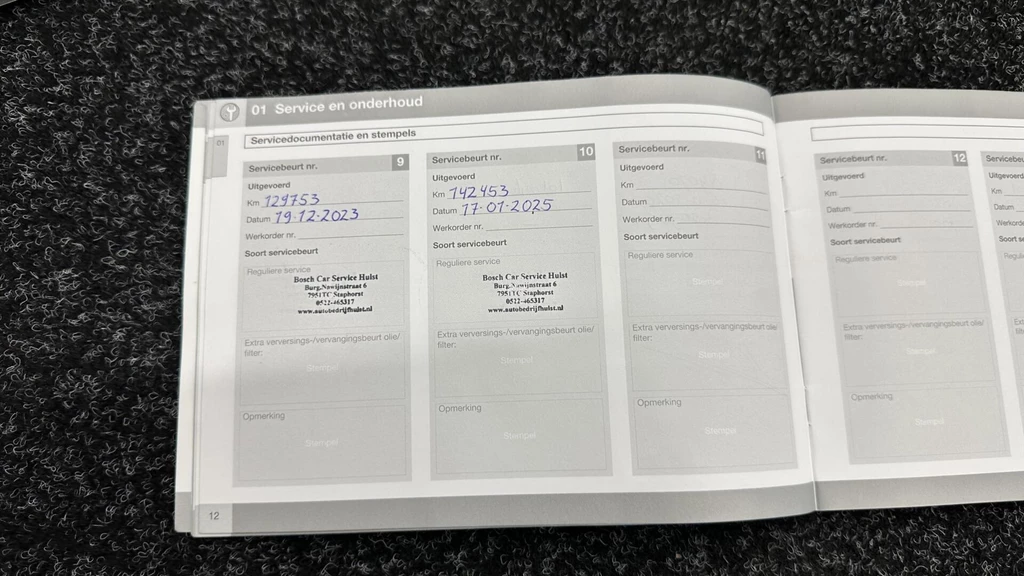 01 Service en onderhoud
01
Servicedocumentatie en stempels
Servicebeurt nr. 9
Uitgevoerd
Km 129753
Datum 19-12-2023
Werkorder nr.
Soort servicebeurt
Reguliere service
Bosch Car Service Hulst
Burg.Nawijnstraat 6
7951TC Staphorst
0522-465317
www.autobedrijfhulst.nl
Extra verversings-/vervangingsbeurt olie/
filter:
Stempel
Opmerking
Stempel
Servicebeurt nr. 10
Uitgevoerd
Km 142453
Datum 17-01-2025
Werkorder nr.
Soort servicebeurt
Reguliere service
Bosch Car Service Hulst
Burg.Nawijnstraat 6
7951TC Staphorst
0522-465317
www.autobedrijfhulst.nl
Extra verversings-/vervangingsbeurt olie/
filter:
Stempel
Opmerking
Stempel
Servicebeurt nr. 11
Uitgevoerd
Km
Datum
Werkorder nr.
Soort servicebeurt
Reguliere service
Stempel
Extra verversings-/vervangingsbeurt olie/
filter:
Stempel
Opmerking
Stempel
12
Servicebeurt nr. 12
Uitgevoerd
Km
Datum
Werkorder nr.
Soort servicebeurt
Reguliere service
Stempel
Extra verversings-/vervangingsbeurt olie/
filter:
Stempel
Opmerking
Stempel
Km
Datum